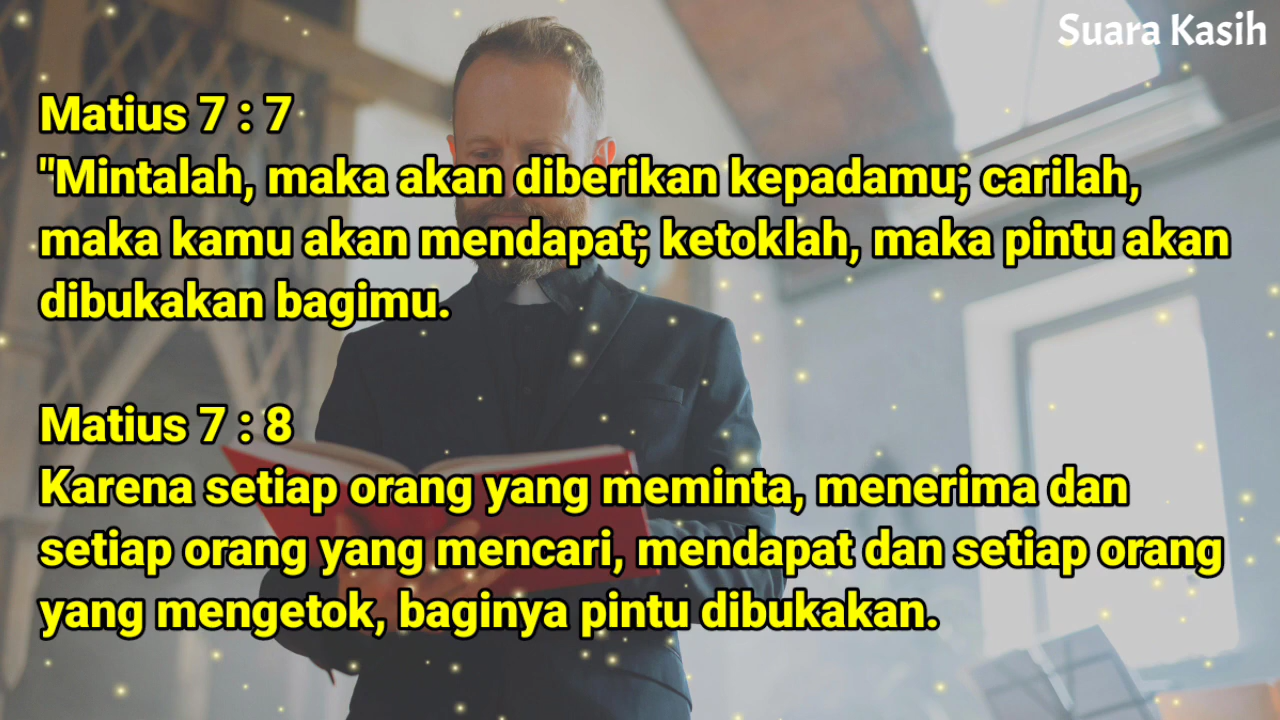 Suara Kasih
Matius 7 : 7
"Mintalah, maka akan diberikan kepadamu; carilah,
maka kamu akan mendapat; ketoklah, maka pintu akan
dibukakan bagimu.
Matius 7 : 8
Karena setiap orang yang meminta, menerima dan
setiap orang yang mencari, mendapat dan setiap orang
yang mengetok, baginya pintu dibukakan.